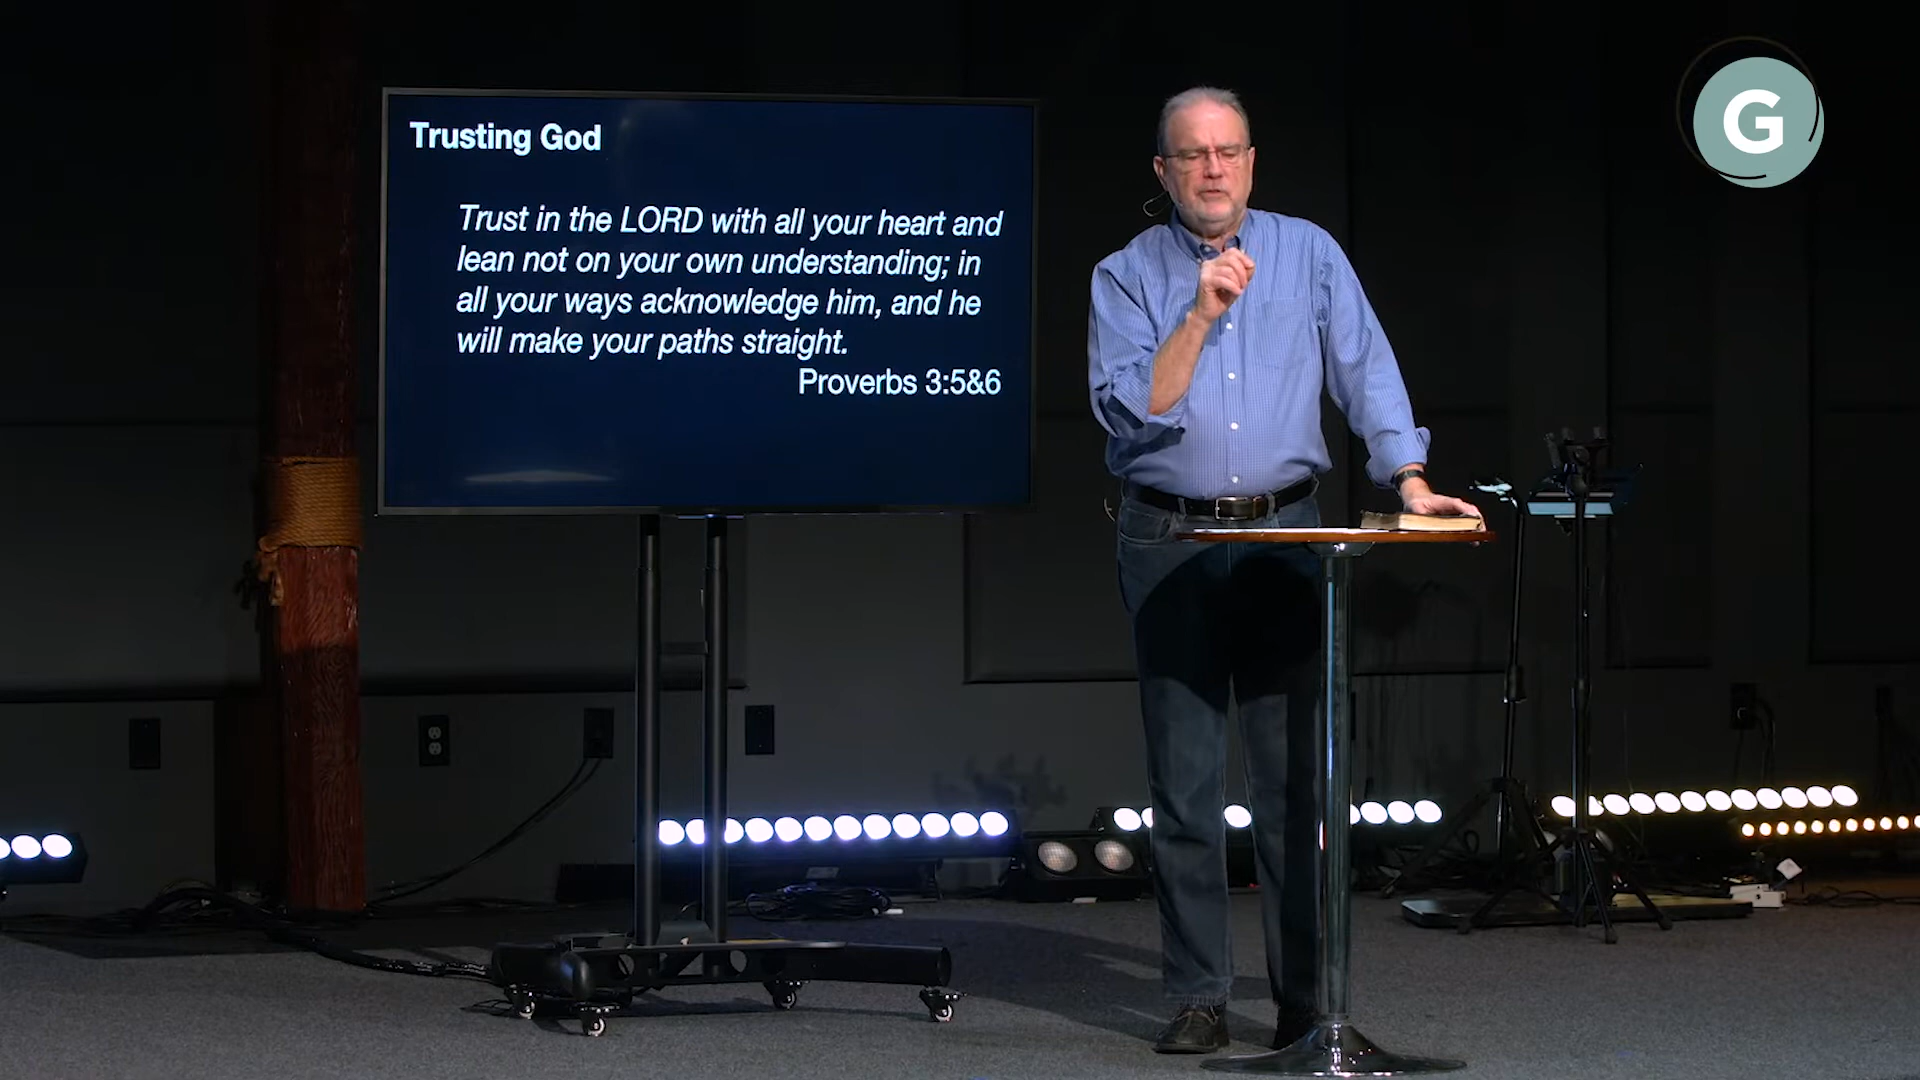 Trusting God
Trust in the LORD with all your heart and
lean not on your own understanding; in
all your ways acknowledge him, and he
will make your paths straight.
Proverbs 3:5&6
G